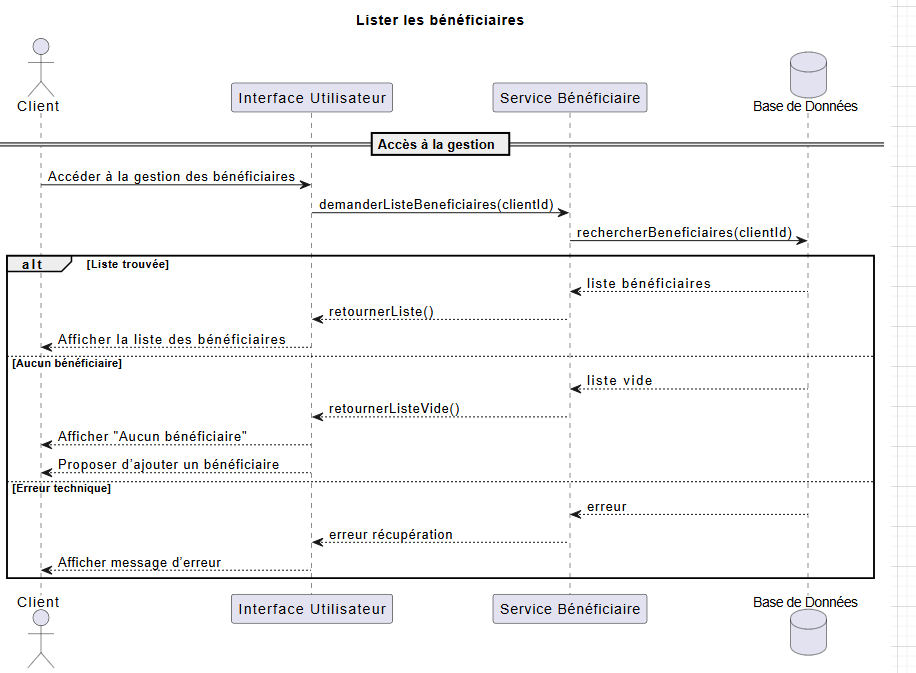 Lister les bénéficiaires
Client
Interface Utilisateur
Service Bénéficiaire
Base de Données
Accès à la gestion
Accéder à la gestion des bénéficiaires
demanderListeBeneficiaires(clientId)
rechercherBeneficiaires(clientId)
alt
[Liste trouvée]
liste bénéficiaires
retournerListe()
Afficher la liste des bénéficiaires
[Aucun bénéficiaire]
liste vide
retournerListeVide()
Afficher "Aucun bénéficiaire"
Proposer d'ajouter un bénéficiaire
[Erreur technique]
erreur
erreur récupération
Afficher message d'erreur
Client
Interface Utilisateur
Service Bénéficiaire
Base de Données